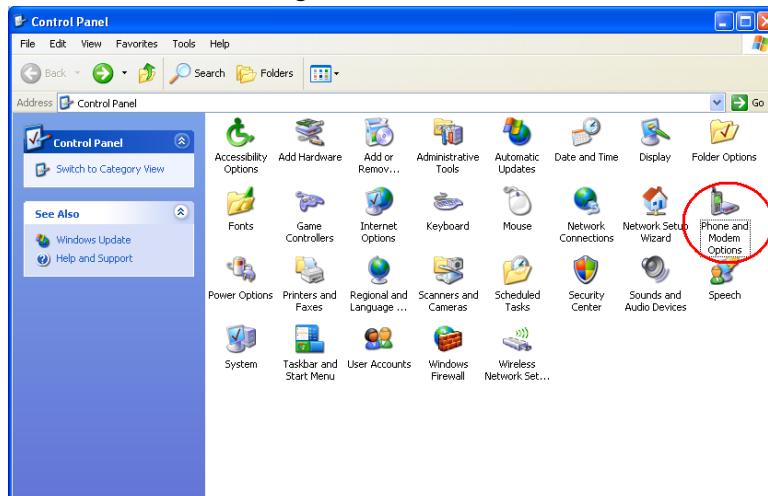 Control Panel
File Edit View Favorites Tools Help
Back Search Folders
Address Control Panel Go
Control Panel
Switch to Category View
See Also
Windows Update
Help and Support
Accessibility Options
Add Hardware
Add or Remov...
Administrative Tools
Automatic Updates
Date and Time
Display
Folder Options
Fonts
Game Controllers
Internet Options
Keyboard
Mouse
Network Connections
Network Setup Wizard
Phone and Modem Options
Power Options
Printers and Faxes
Regional and Language ...
Scanners and Cameras
Scheduled Tasks
Security Center
Sounds and Audio Devices
Speech
System
Taskbar and Start Menu
User Accounts
Windows Firewall
Wireless Network Set...